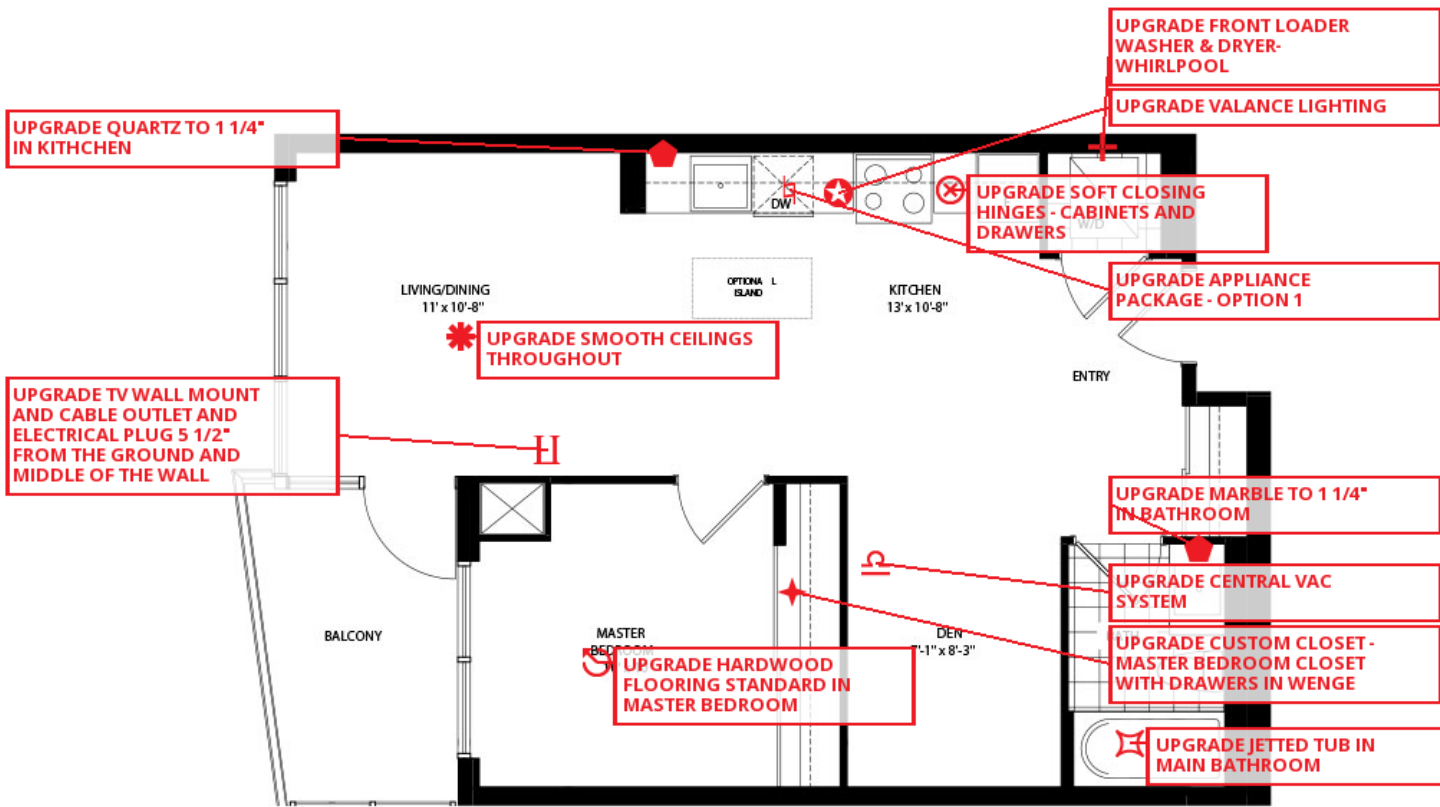 UPGRADE FRONT LOADER
WASHER & DRYER-
WHIRLPOOL
UPGRADE VALANCE LIGHTING
UPGRADE QUARTZ TO 1 1/4"
IN KITHCHEN
DW
UPGRADE SOFT CLOSING
HINGES - CABINETS AND
DRAWERS
W/D
UPGRADE APPLIANCE
PACKAGE - OPTION 1
OPTIONA L
ISLAND
LIVING/DINING
11' x 10'-8"
KITCHEN
13' x 10'-8"
UPGRADE SMOOTH CEILINGS
THROUGHOUT
ENTRY
UPGRADE TV WALL MOUNT
AND CABLE OUTLET AND
ELECTRICAL PLUG 5 1/2"
FROM THE GROUND AND
MIDDLE OF THE WALL
UPGRADE MARBLE TO 1 1/4"
IN BATHROOM
UPGRADE CENTRAL VAC
SYSTEM
BALCONY
MASTER
BEDROOM
DEN
7'-1" x 8'-3"
UPGRADE CUSTOM CLOSET -
MASTER BEDROOM CLOSET
WITH DRAWERS IN WENGE
UPGRADE HARDWOOD
FLOORING STANDARD IN
MASTER BEDROOM
UPGRADE JETTED TUB IN
MAIN BATHROOM